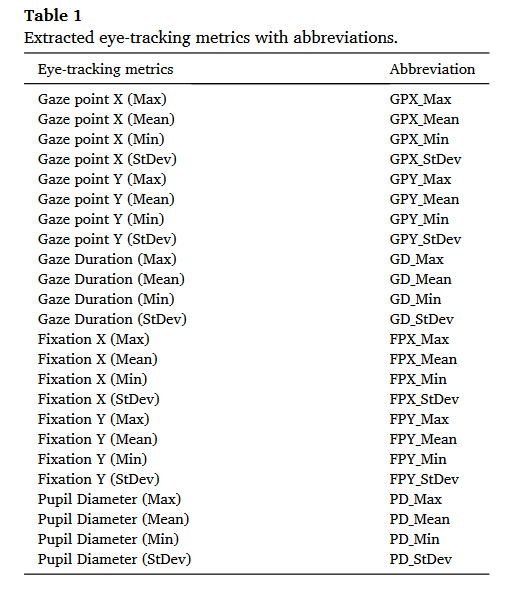 Table 1
Extracted eye-tracking metrics with abbreviations.
Eye-tracking metrics Abbreviation
Gaze point X (Max) GPX_Max
Gaze point X (Mean) GPX_Mean
Gaze point X (Min) GPX_Min
Gaze point X (StDev) GPX_StDev
Gaze point Y (Max) GPY_Max
Gaze point Y (Mean) GPY_Mean
Gaze point Y (Min) GPY_Min
Gaze point Y (StDev) GPY_StDev
Gaze Duration (Max) GD_Max
Gaze Duration (Mean) GD_Mean
Gaze Duration (Min) GD_Min
Gaze Duration (StDev) GD_StDev
Fixation X (Max) FPX_Max
Fixation X (Mean) FPX_Mean
Fixation X (Min) FPX_Min
Fixation X (StDev) FPX_StDev
Fixation Y (Max) FPY_Max
Fixation Y (Mean) FPY_Mean
Fixation Y (Min) FPY_Min
Fixation Y (StDev) FPY_StDev
Pupil Diameter (Max) PD_Max
Pupil Diameter (Mean) PD_Mean
Pupil Diameter (Min) PD_Min
Pupil Diameter (StDev) PD_StDev